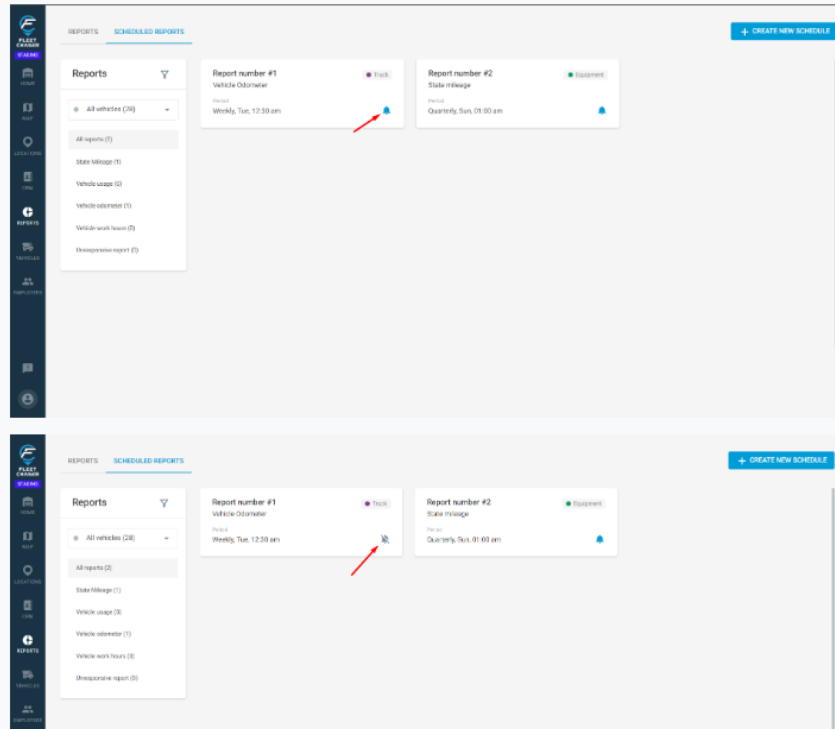 FLEET
CHASER
STAGING
HOME
MAP
LOCATIONS
CRM
REPORTS
VEHICLES
EMPLOYEES
REPORTS
SCHEDULED REPORTS
+ CREATE NEW SCHEDULE
Reports
All vehicles (28)
State Mileage (1)
Vehicle usage (0)
Vehicle odometer (1)
Vehicle work hours (0)
Unresponsive report (0)
Report number #1
Truck
Vehicle Odometer
Period
Weekly, Tue, 12:30 am
Report number #2
Equipment
State mileage
Period
Quarterly, Sun, 01:00 am
FLEET
CHASER
STAGING
HOME
MAP
LOCATIONS
CRM
REPORTS
VEHICLES
EMPLOYEES
REPORTS
SCHEDULED REPORTS
+ CREATE NEW SCHEDULE
Reports
All vehicles (28)
All reports (2)
State Mileage (1)
Vehicle usage (0)
Vehicle odometer (1)
Vehicle work hours (0)
Unresponsive report (0)
Report number #1
Truck
Vehicle Odometer
Period
Weekly, Tue, 12:30 am
Report number #2
Equipment
State mileage
Period
Quarterly, Sun, 01:00 am